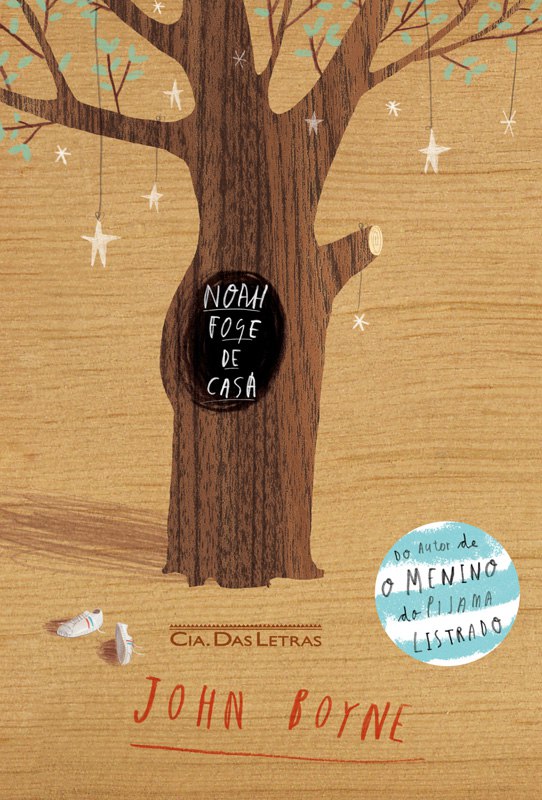 NOAH
FOGE
DE
CASA
DO AUTOR de
O MENINO
do PIJAMA
LISTRADO
CIA. DAS LETRAS
JOHN BOYNE